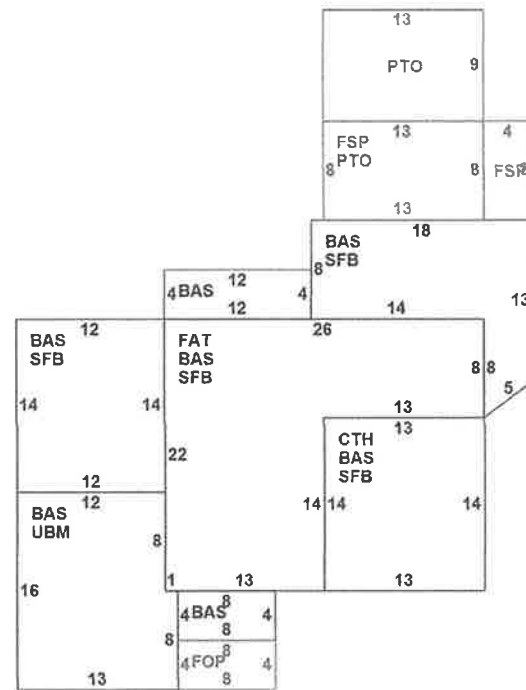 13
PTO 9
13 4
FSP
PTO
8 8 FSP
13
18
BAS
SFB
8
12
4 BAS 4
12 14
13
12 26
BAS
SFB
FAT
BAS
SFB
8 8
5
14 14
13
13
CTH
BAS
SFB
22
12
12
BAS
UBM
8
14 14 14
16
1 13 13
8
4 BAS 4
8
8
8
4 FOP 4
8
13